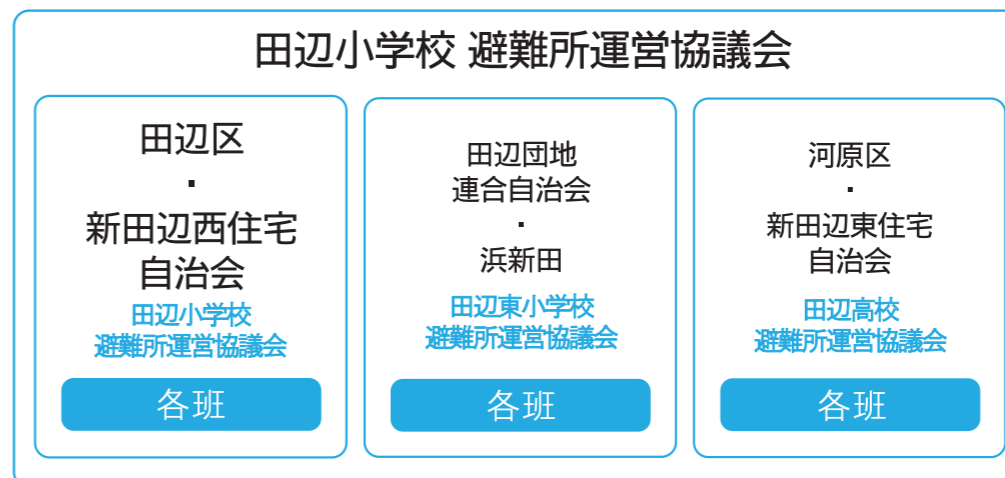 田辺小学校 避難所運営協議会
田辺区
・
新田辺西住宅
自治会
田辺小学校
避難所運営協議会
各班
田辺団地
連合自治会
・
浜新田
田辺東小学校
避難所運営協議会
各班
河原区
・
新田辺東住宅
自治会
田辺高校
避難所運営協議会
各班